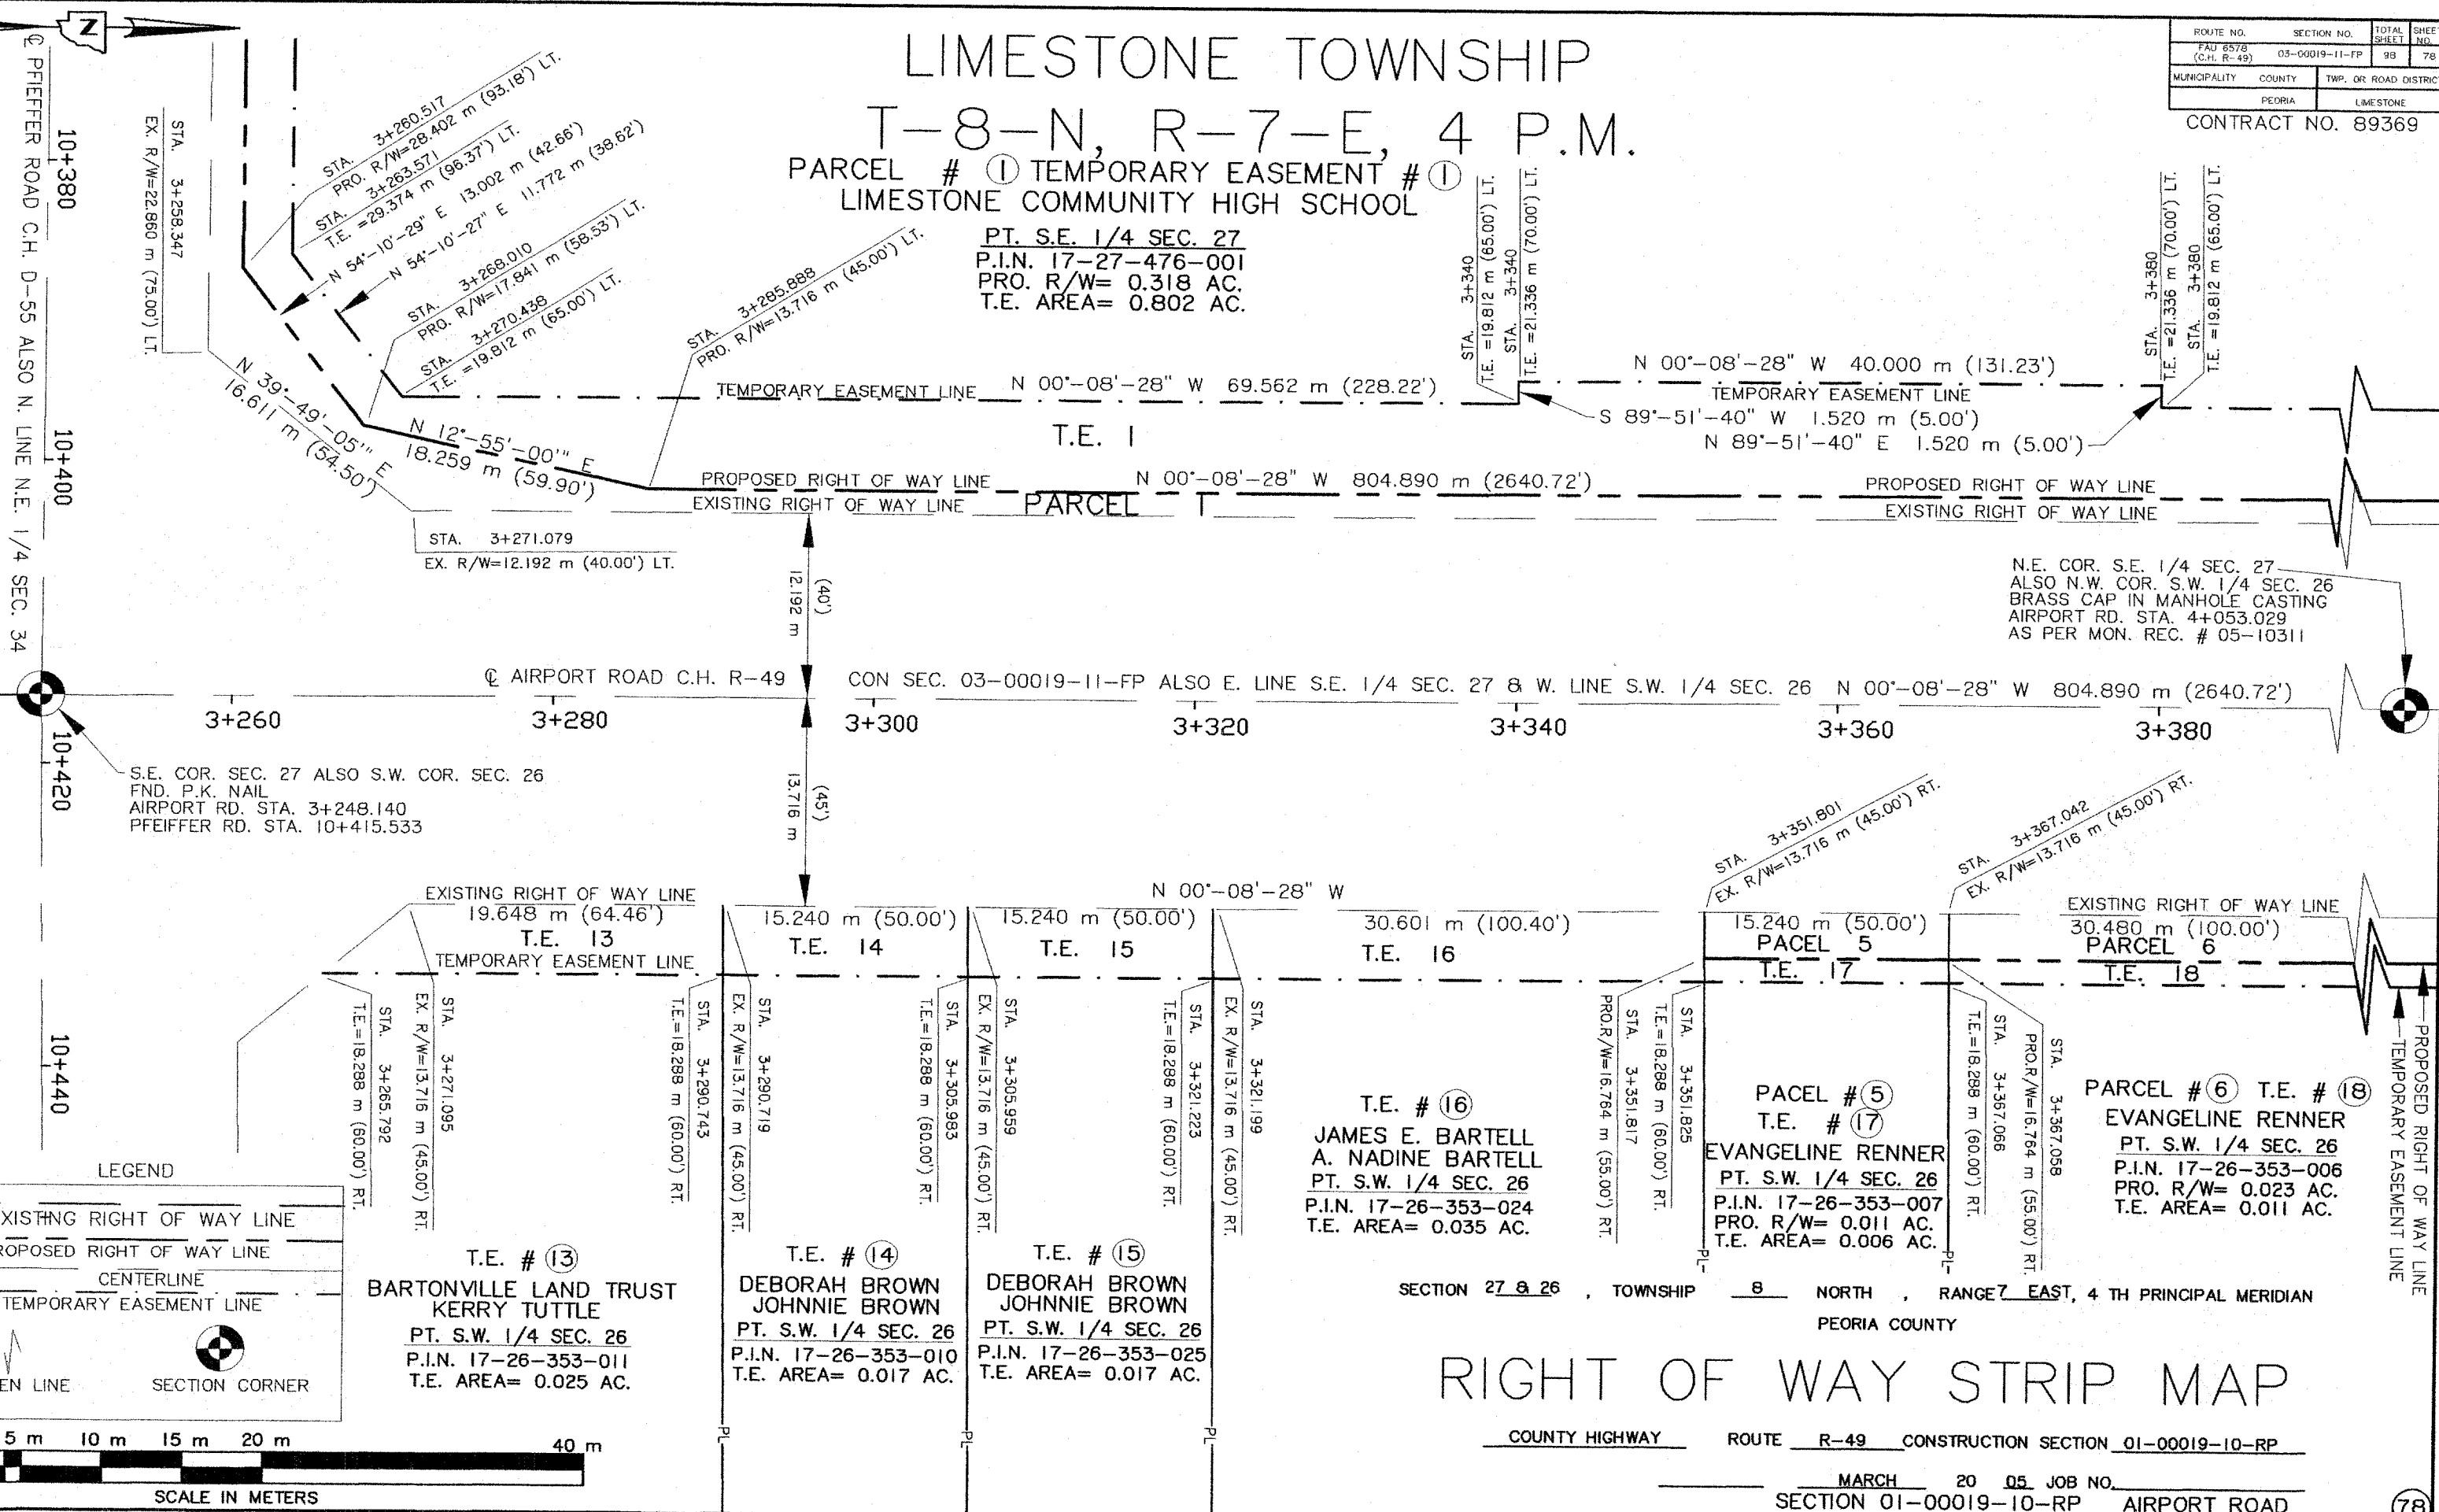 Z
LIMESTONE TOWNSHIP
T-8-N, R-7-E, 4 P.M.
PARCEL # 1 TEMPORARY EASEMENT # 1
LIMESTONE COMMUNITY HIGH SCHOOL
PT. S.E. 1/4 SEC. 27
P.I.N. 17-27-476-001
PRO. R/W= 0.318 AC.
T.E. AREA= 0.802 AC.
ROUTE NO. SECTION NO. TOTAL SHEET SHEET NO.
FAU 6578 (C.H. R-49) 03-00019-11-FP 98 78
MUNICIPALITY COUNTY TWP. OR ROAD DISTRICT
PEORIA LIMESTONE
CONTRACT NO. 89369
℄ PFIEFFER ROAD C.H. D-55 ALSO N. LINE N.E. 1/4 SEC. 34
10+380
10+400
10+420
10+440
STA. 3+258.347
EX. R/W=22.860 m (75.00') LT.
STA. 3+260.517
PRO. R/W=28.402 m (93.18') LT.
STA. 3+263.571
T.E. =29.374 m (96.37') LT.
N 54°-10'-29" E 13.002 m (42.66')
N 54°-10'-27" E 11.772 m (38.62')
STA. 3+268.010
PRO. R/W=17.841 m (58.53') LT.
STA. 3+270.438
T.E. =19.812 m (65.00') LT.
STA. 3+285.888
PRO. R/W=13.716 m (45.00') LT.
STA. 3+340
T.E. =19.812 m (65.00') LT.
STA. 3+340
T.E. =21.336 m (70.00') LT.
STA. 3+380
T.E. =21.336 m (70.00') LT.
STA. 3+380
T.E. =19.812 m (65.00') LT.
N 39°-49'-05" E
16.611 m (54.50')
N 12°-55'-00" E
18.259 m (59.90')
TEMPORARY EASEMENT LINE N 00°-08'-28" W 69.562 m (228.22')
N 00°-08'-28" W 40.000 m (131.23')
TEMPORARY EASEMENT LINE
S 89°-51'-40" W 1.520 m (5.00')
N 89°-51'-40" E 1.520 m (5.00')
T.E. 1
PROPOSED RIGHT OF WAY LINE N 00°-08'-28" W 804.890 m (2640.72') PROPOSED RIGHT OF WAY LINE
EXISTING RIGHT OF WAY LINE PARCEL 1 EXISTING RIGHT OF WAY LINE
STA. 3+271.079
EX. R/W=12.192 m (40.00') LT.
(40')
12.192 m
N.E. COR. S.E. 1/4 SEC. 27
ALSO N.W. COR. S.W. 1/4 SEC. 26
BRASS CAP IN MANHOLE CASTING
AIRPORT RD. STA. 4+053.029
AS PER MON. REC. # 05-10311
℄ AIRPORT ROAD C.H. R-49 CON SEC. 03-00019-11-FP ALSO E. LINE S.E. 1/4 SEC. 27 & W. LINE S.W. 1/4 SEC. 26 N 00°-08'-28" W 804.890 m (2640.72')
3+260 3+280 3+300 3+320 3+340 3+360 3+380
S.E. COR. SEC. 27 ALSO S.W. COR. SEC. 26
FND. P.K. NAIL
AIRPORT RD. STA. 3+248.140
PFEIFFER RD. STA. 10+415.533
(45')
13.716 m
STA. 3+351.801
EX. R/W=13.716 m (45.00') RT.
STA. 3+367.042
EX. R/W=13.716 m (45.00') RT.
EXISTING RIGHT OF WAY LINE N 00°-08'-28" W EXISTING RIGHT OF WAY LINE
19.648 m (64.46') 15.240 m (50.00') 15.240 m (50.00') 30.601 m (100.40') 15.240 m (50.00') 30.480 m (100.00')
T.E. 13 T.E. 14 T.E. 15 T.E. 16 PACEL 5 PARCEL 6
TEMPORARY EASEMENT LINE T.E. 17 T.E. 18
STA. 3+265.792
T.E.=18.288 m (60.00') RT.
STA. 3+271.095
EX. R/W=13.716 m (45.00') RT.
STA. 3+290.743
T.E.=18.288 m (60.00') RT.
STA. 3+290.719
EX. R/W=13.716 m (45.00') RT.
STA. 3+305.983
T.E.=18.288 m (60.00') RT.
STA. 3+305.959
EX. R/W=13.716 m (45.00') RT.
STA. 3+321.223
T.E.=18.288 m (60.00') RT.
STA. 3+321.199
EX. R/W=13.716 m (45.00') RT.
STA. 3+351.817
PRO.R/W=16.764 m (55.00') RT.
STA. 3+351.825
T.E.=18.288 m (60.00') RT.
STA. 3+367.066
T.E.=18.288 m (60.00') RT.
STA. 3+367.058
PRO.R/W=16.764 m (55.00') RT.
TEMPORARY EASEMENT LINE
PROPOSED RIGHT OF WAY LINE
T.E. # 13
BARTONVILLE LAND TRUST
KERRY TUTTLE
PT. S.W. 1/4 SEC. 26
P.I.N. 17-26-353-011
T.E. AREA= 0.025 AC.
T.E. # 14
DEBORAH BROWN
JOHNNIE BROWN
PT. S.W. 1/4 SEC. 26
P.I.N. 17-26-353-010
T.E. AREA= 0.017 AC.
T.E. # 15
DEBORAH BROWN
JOHNNIE BROWN
PT. S.W. 1/4 SEC. 26
P.I.N. 17-26-353-025
T.E. AREA= 0.017 AC.
T.E. # 16
JAMES E. BARTELL
A. NADINE BARTELL
PT. S.W. 1/4 SEC. 26
P.I.N. 17-26-353-024
T.E. AREA= 0.035 AC.
PACEL # 5
T.E. # 17
EVANGELINE RENNER
PT. S.W. 1/4 SEC. 26
P.I.N. 17-26-353-007
PRO. R/W= 0.011 AC.
T.E. AREA= 0.006 AC.
PARCEL # 6 T.E. # 18
EVANGELINE RENNER
PT. S.W. 1/4 SEC. 26
P.I.N. 17-26-353-006
PRO. R/W= 0.023 AC.
T.E. AREA= 0.011 AC.
PL PL PL PL PL
LEGEND
XISTING RIGHT OF WAY LINE
ROPOSED RIGHT OF WAY LINE
CENTERLINE
TEMPORARY EASEMENT LINE
EN LINE SECTION CORNER
5 m 10 m 15 m 20 m 40 m
SCALE IN METERS
SECTION 27 & 26 , TOWNSHIP 8 NORTH , RANGE 7 EAST, 4 TH PRINCIPAL MERIDIAN
PEORIA COUNTY
RIGHT OF WAY STRIP MAP
COUNTY HIGHWAY ROUTE R-49 CONSTRUCTION SECTION 01-00019-10-RP
MARCH 20 05 JOB NO.
SECTION 01-00019-10-RP AIRPORT ROAD
78